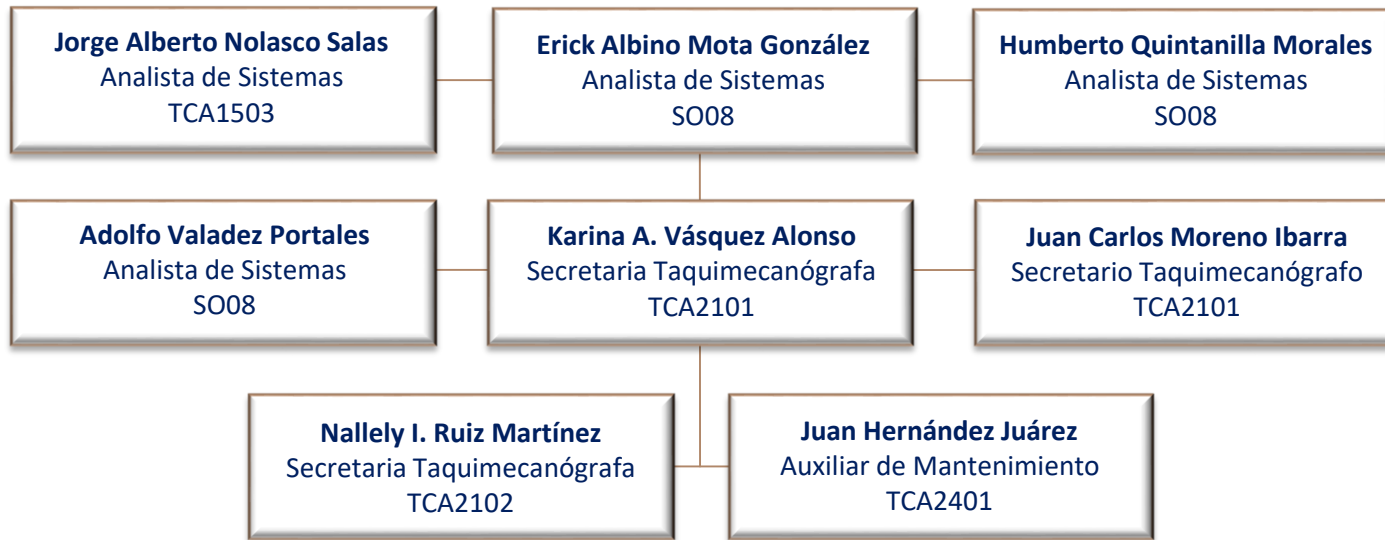 Jorge Alberto Nolasco Salas
Analista de Sistemas
TCA1503
Erick Albino Mota González
Analista de Sistemas
SO08
Humberto Quintanilla Morales
Analista de Sistemas
SO08
Adolfo Valadez Portales
Analista de Sistemas
SO08
Karina A. Vásquez Alonso
Secretaria Taquimecanógrafa
TCA2101
Juan Carlos Moreno Ibarra
Secretario Taquimecanógrafo
TCA2101
Nallely I. Ruiz Martínez
Secretaria Taquimecanógrafa
TCA2102
Juan Hernández Juárez
Auxiliar de Mantenimiento
TCA2401